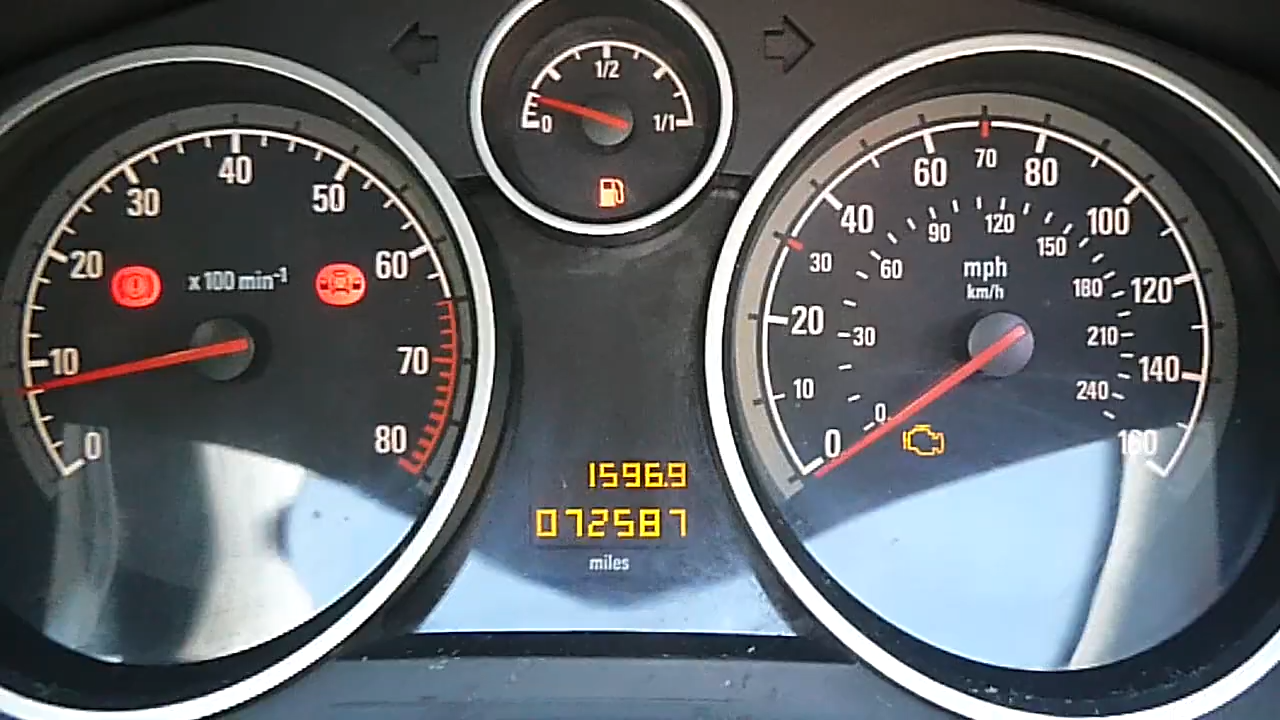 0 1/2 1/1
0 10 20 30 40 50 60 70 80
x 100 min-1
0 10 20 30 40 60 70 80 100 120 140 160
mph
km/h
0 30 60 90 120 150 180 210 240
1596.9
072587
miles